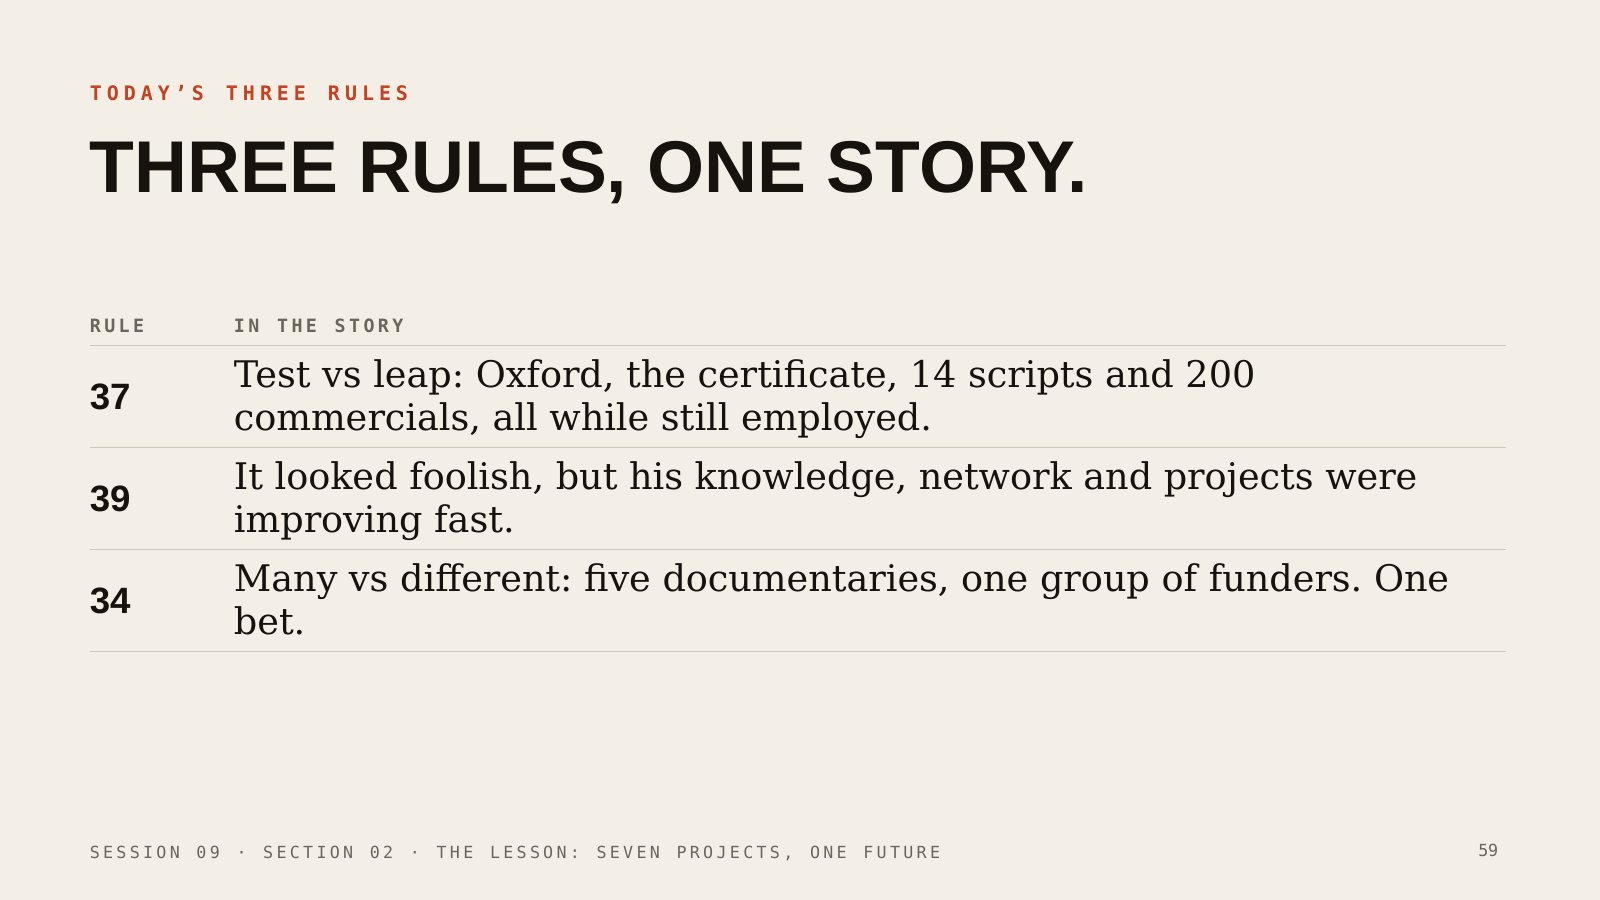 TODAY’S THREE RULES
THREE RULES, ONE STORY.
RULE IN THE STORY
37 Test vs leap: Oxford, the certificate, 14 scripts and 200
commercials, all while still employed.
39 It looked foolish, but his knowledge, network and projects were
improving fast.
34 Many vs different: five documentaries, one group of funders. One
bet.
SESSION 09 · SECTION 02 · THE LESSON: SEVEN PROJECTS, ONE FUTURE 59